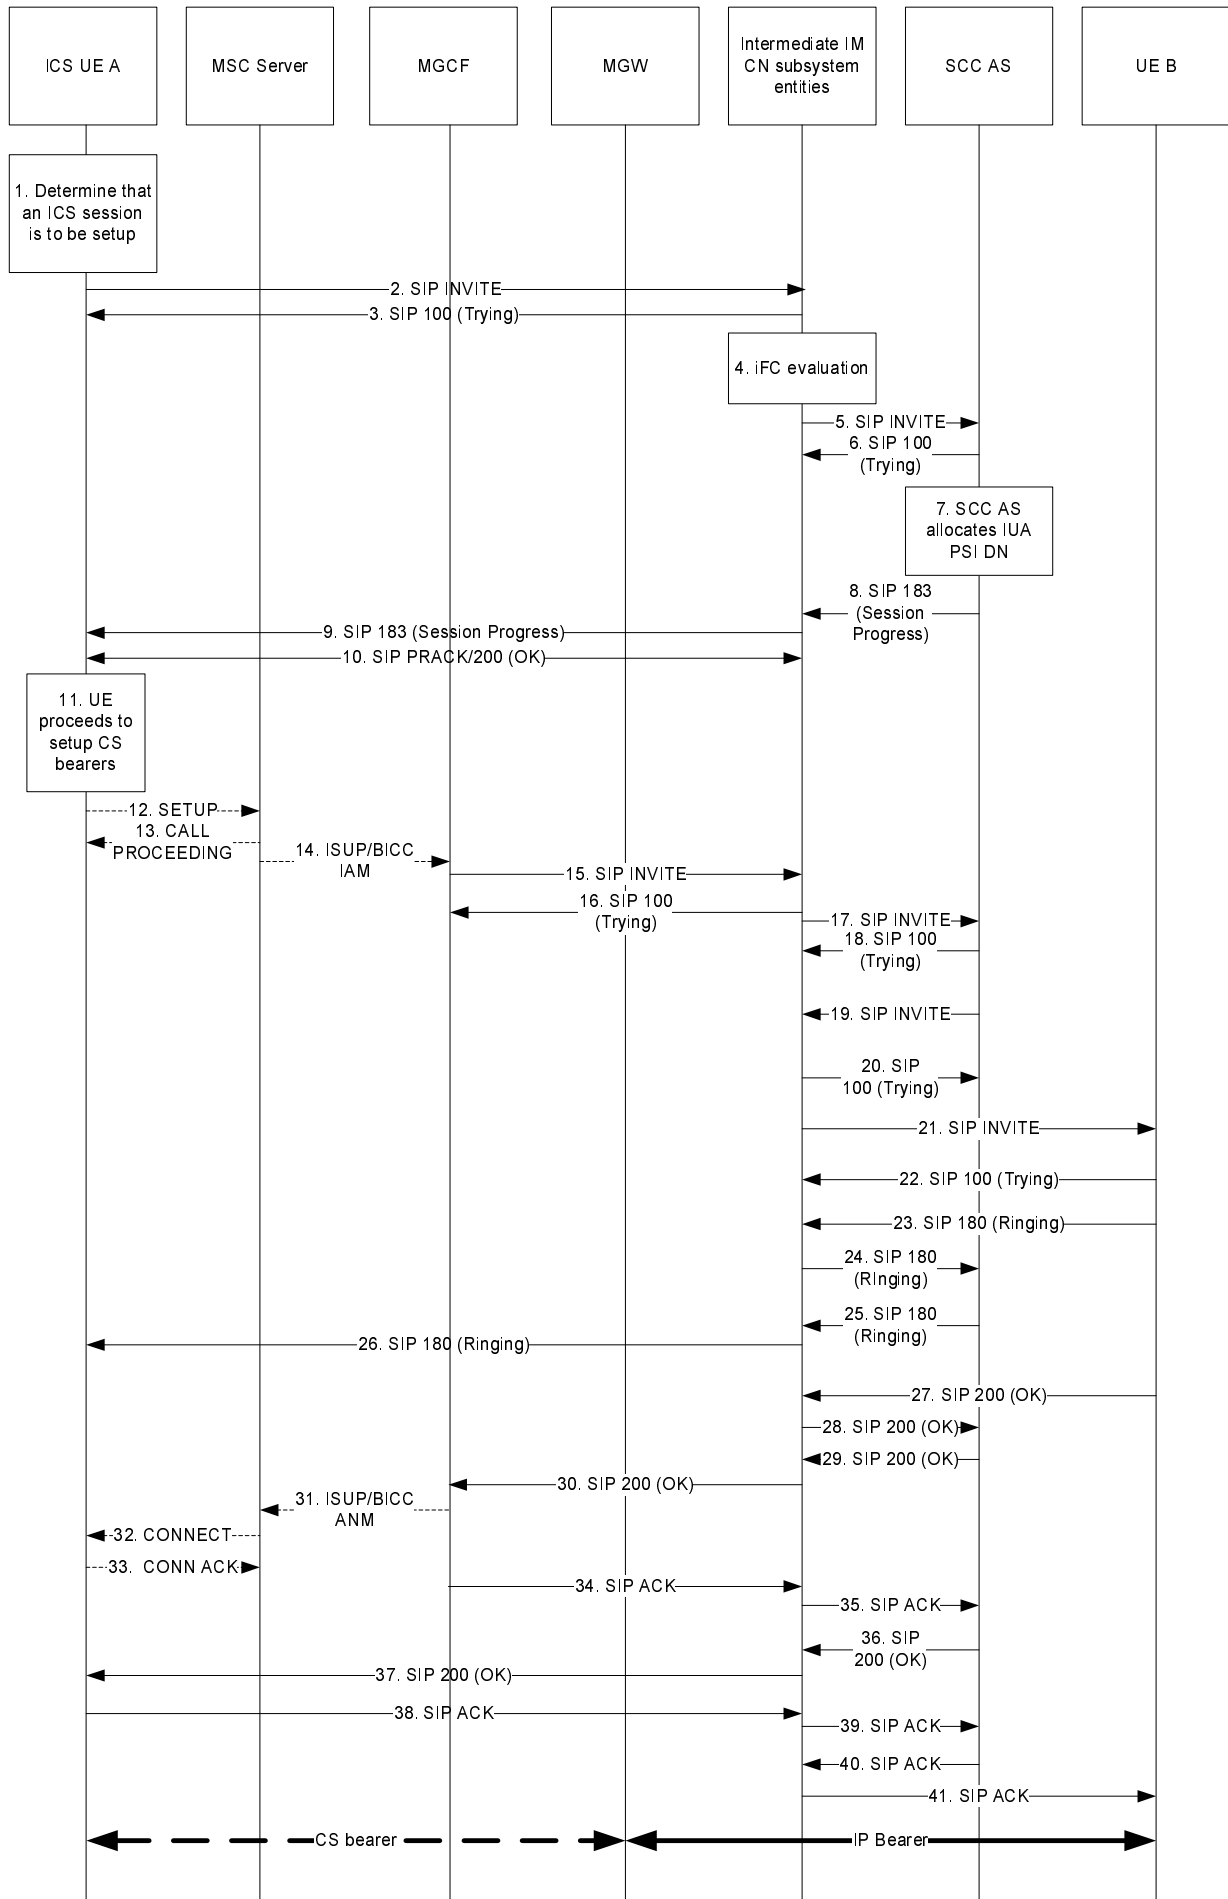 ICS UE A
MSC Server
MGCF
MGW
Intermediate IM
CN subsystem
entities
SCC AS
UE B
1. Determine that
an ICS session
is to be setup
2. SIP INVITE
3. SIP 100 (Trying)
4. iFC evaluation
5. SIP INVITE
6. SIP 100
(Trying)
7. SCC AS
allocates IUA
PSI DN
8. SIP 183
(Session
Progress)
9. SIP 183 (Session Progress)
10. SIP PRACK/200 (OK)
11. UE
proceeds to
setup CS
bearers
12. SETUP
13. CALL
PROCEEDING
14. ISUP/BICC
IAM
15. SIP INVITE
16. SIP 100
(Trying)
17. SIP INVITE
18. SIP 100
(Trying)
19. SIP INVITE
20. SIP
100 (Trying)
21. SIP INVITE
22. SIP 100 (Trying)
23. SIP 180 (Ringing)
24. SIP 180
(RInging)
25. SIP 180
(Ringing)
26. SIP 180 (Ringing)
27. SIP 200 (OK)
28. SIP 200 (OK)
29. SIP 200 (OK)
30. SIP 200 (OK)
31. ISUP/BICC
ANM
32. CONNECT
33. CONN ACK
34. SIP ACK
35. SIP ACK
36. SIP
200 (OK)
37. SIP 200 (OK)
38. SIP ACK
39. SIP ACK
40. SIP ACK
41. SIP ACK
CS bearer
IP Bearer